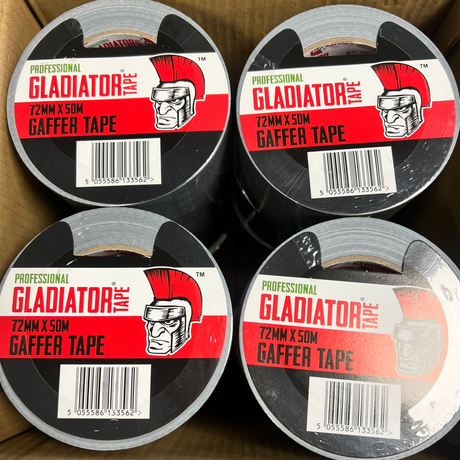 PROFESSIONAL
GLADIATOR®
TAPE
™
72MM X 50M
GAFFER TAPE
5 055586 133562 >
PROFESSIONAL
GLADIATOR®
TAPE
™
72MM X 50M
GAFFER TAPE
5 055586 133562 >
PROFESSIONAL
GLADIATOR®
TAPE
™
72MM X 50M
GAFFER TAPE
5 055586 133562 >
PROFESSIONAL
GLADIATOR®
TAPE
72MM X 50M
GAFFER TAPE
5 055586 133562 >